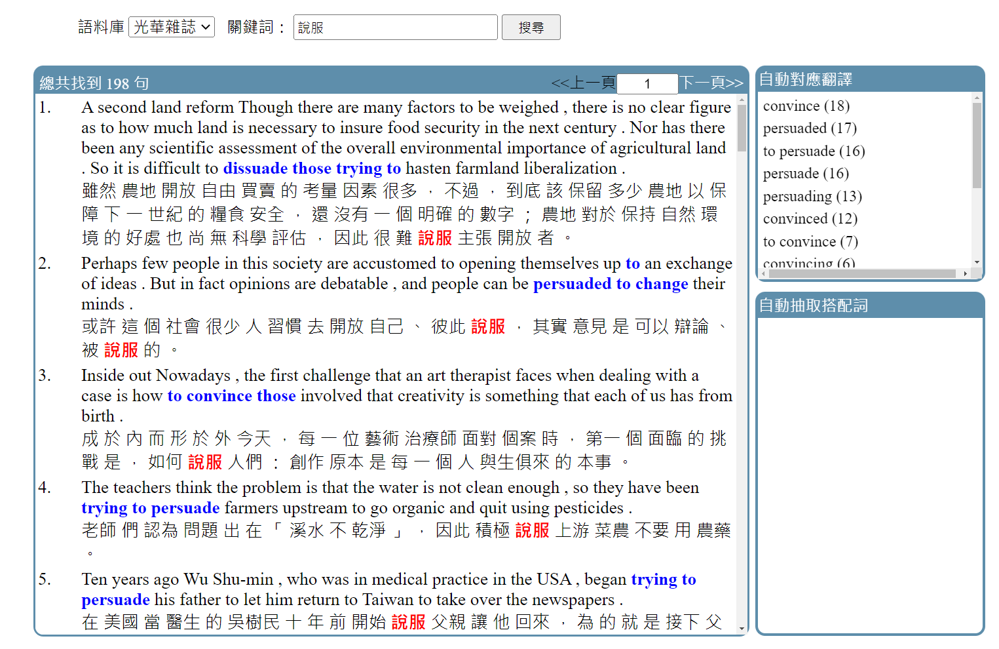 語料庫 光華雜誌 關鍵詞： 說服 搜尋
總共找到 198 句 <<上一頁 1 下一頁>>
1. A second land reform Though there are many factors to be weighed , there is no clear figure
as to how much land is necessary to insure food security in the next century . Nor has there
been any scientific assessment of the overall environmental importance of agricultural land
. So it is difficult to dissuade those trying to hasten farmland liberalization .
雖然 農地 開放 自由 買賣 的 考量 因素 很多 ， 不過 ， 到底 該 保留 多少 農地 以 保
障 下 一 世紀 的 糧食 安全 ， 還 沒有 一 個 明確 的 數字 ； 農地 對於 保持 自然 環
境 的 好處 也 尚 無 科學 評估 ， 因此 很 難 說服 主張 開放 者 。
2. Perhaps few people in this society are accustomed to opening themselves up to an exchange
of ideas . But in fact opinions are debatable , and people can be persuaded to change their
minds .
或許 這 個 社會 很少 人 習慣 去 開放 自己 、 彼此 說服 ， 其實 意見 是 可以 辯論 、
被 說服 的 。
3. Inside out Nowadays , the first challenge that an art therapist faces when dealing with a
case is how to convince those involved that creativity is something that each of us has from
birth .
成 於 內 而 形 於 外 今天 ， 每 一 位 藝術 治療師 面對 個案 時 ， 第一 個 面臨 的 挑
戰 是 ， 如何 說服 人們 ： 創作 原本 是 每 一 個 人 與生俱來 的 本事 。
4. The teachers think the problem is that the water is not clean enough , so they have been
trying to persuade farmers upstream to go organic and quit using pesticides .
老師 們 認為 問題 出 在 「 溪水 不 乾淨 」 ， 因此 積極 說服 上游 菜農 不要 用 農藥
。
5. Ten years ago Wu Shu-min , who was in medical practice in the USA , began trying to
persuade his father to let him return to Taiwan to take over the newspapers .
在 美國 當 醫生 的 吳樹民 十 年 前 開始 說服 父親 讓 他 回來 ， 為 的 就 是 接下 父
自動對應翻譯
convince (18)
persuaded (17)
to persuade (16)
persuade (16)
persuading (13)
convinced (12)
to convince (7)
convincing (6)
自動抽取搭配詞